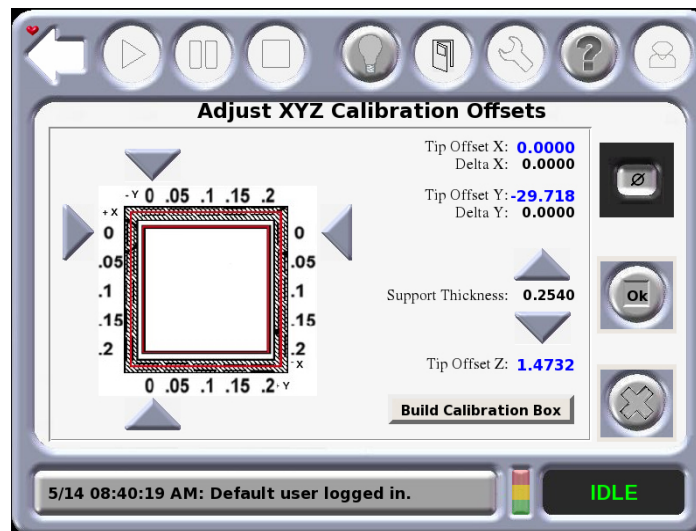 Adjust XYZ Calibration Offsets
Tip Offset X: 0.0000
Delta X: 0.0000
Tip Offset Y: -29.718
Delta Y: 0.0000
- Y 0 .05 .1 .15 .2
+ X
0 0
.05 .05
.1 .1
.15 .15
.2 .2
- X
0 .05 .1 .15 .2 - Y
Support Thickness: 0.2540
Ok
Tip Offset Z: 1.4732
Build Calibration Box
5/14 08:40:19 AM: Default user logged in.
IDLE